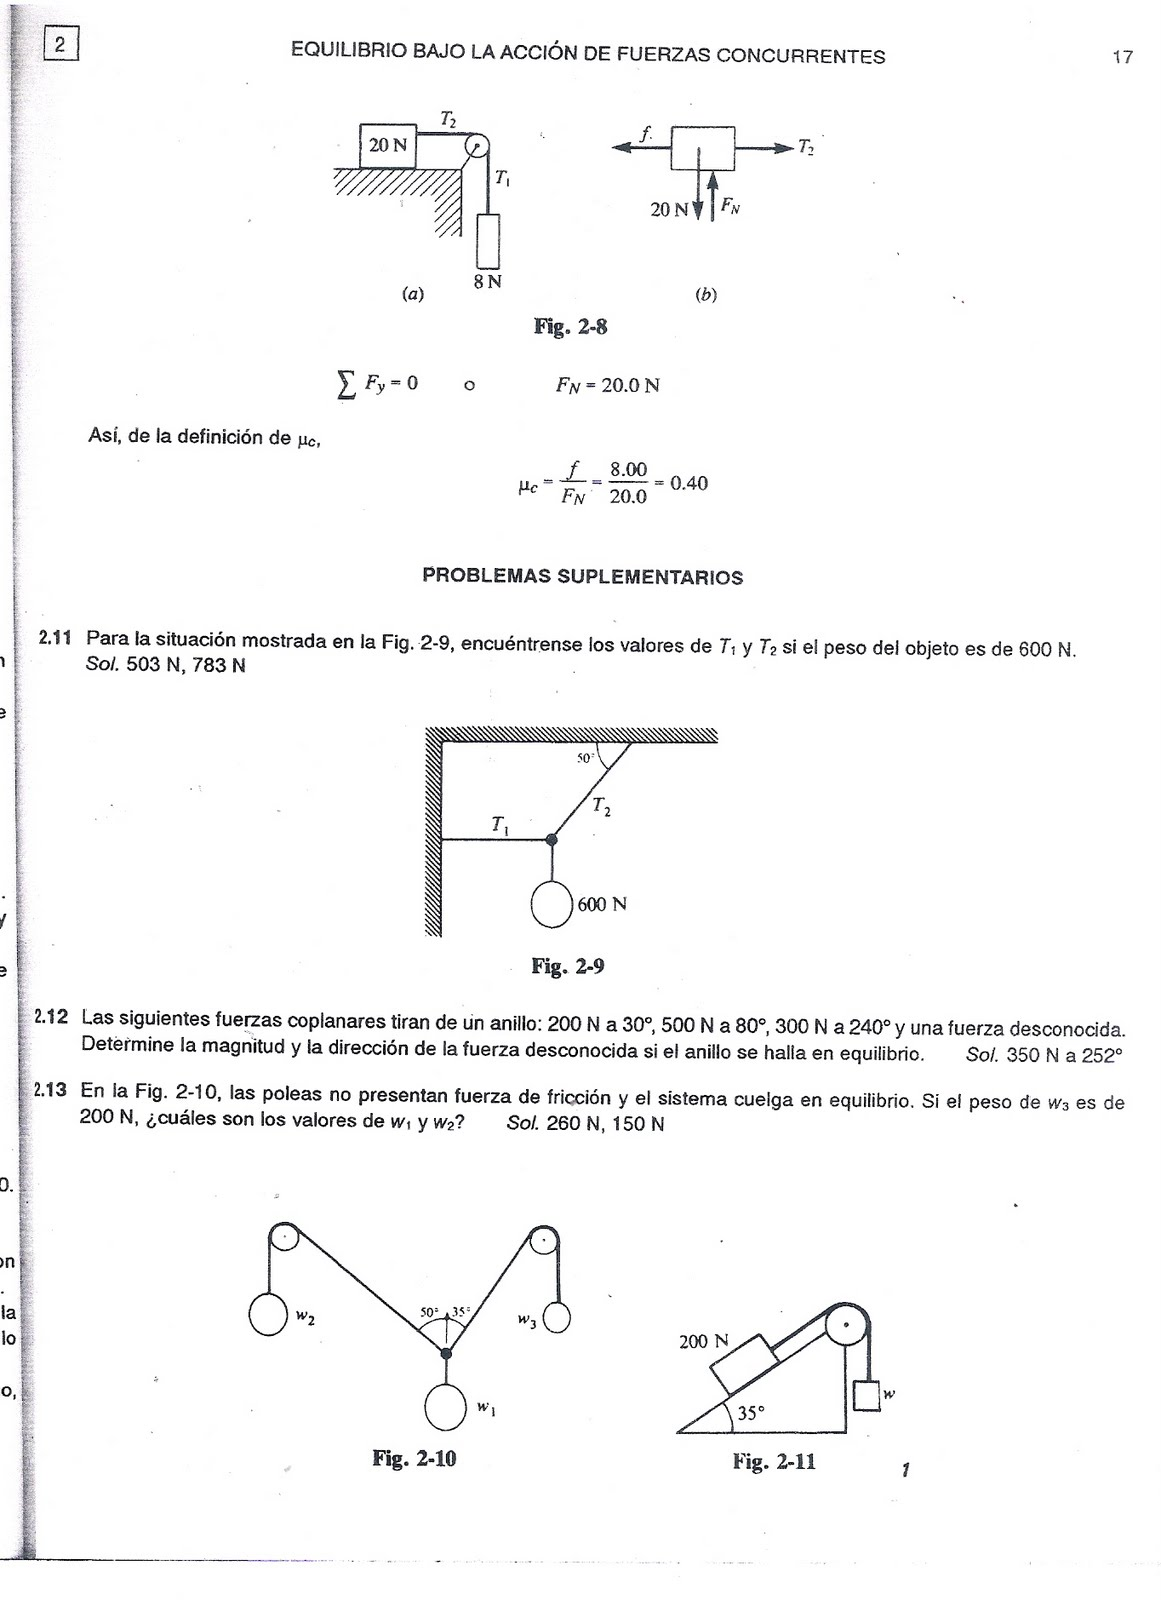 2
EQUILIBRIO BAJO LA ACCIÓN DE FUERZAS CONCURRENTES
17
20 N
T2
T1
8 N
(a)
f
T2
20 N
FN
(b)
Fig. 2-8
∑ Fy = 0 o FN = 20.0 N
Así, de la definición de μc,
μc = f / FN = 8.00 / 20.0 = 0.40
PROBLEMAS SUPLEMENTARIOS
2.11 Para la situación mostrada en la Fig. 2-9, encuéntrense los valores de T1 y T2 si el peso del objeto es de 600 N.
Sol. 503 N, 783 N
50°
T2
T1
600 N
Fig. 2-9
2.12 Las siguientes fuerzas coplanares tiran de un anillo: 200 N a 30°, 500 N a 80°, 300 N a 240° y una fuerza desconocida.
Determine la magnitud y la dirección de la fuerza desconocida si el anillo se halla en equilibrio. Sol. 350 N a 252°
2.13 En la Fig. 2-10, las poleas no presentan fuerza de fricción y el sistema cuelga en equilibrio. Si el peso de w3 es de
200 N, ¿cuáles son los valores de w1 y w2? Sol. 260 N, 150 N
50° 35°
w2
w3
w1
Fig. 2-10
200 N
35°
w
Fig. 2-11
1
0.
on
la
lo
o,